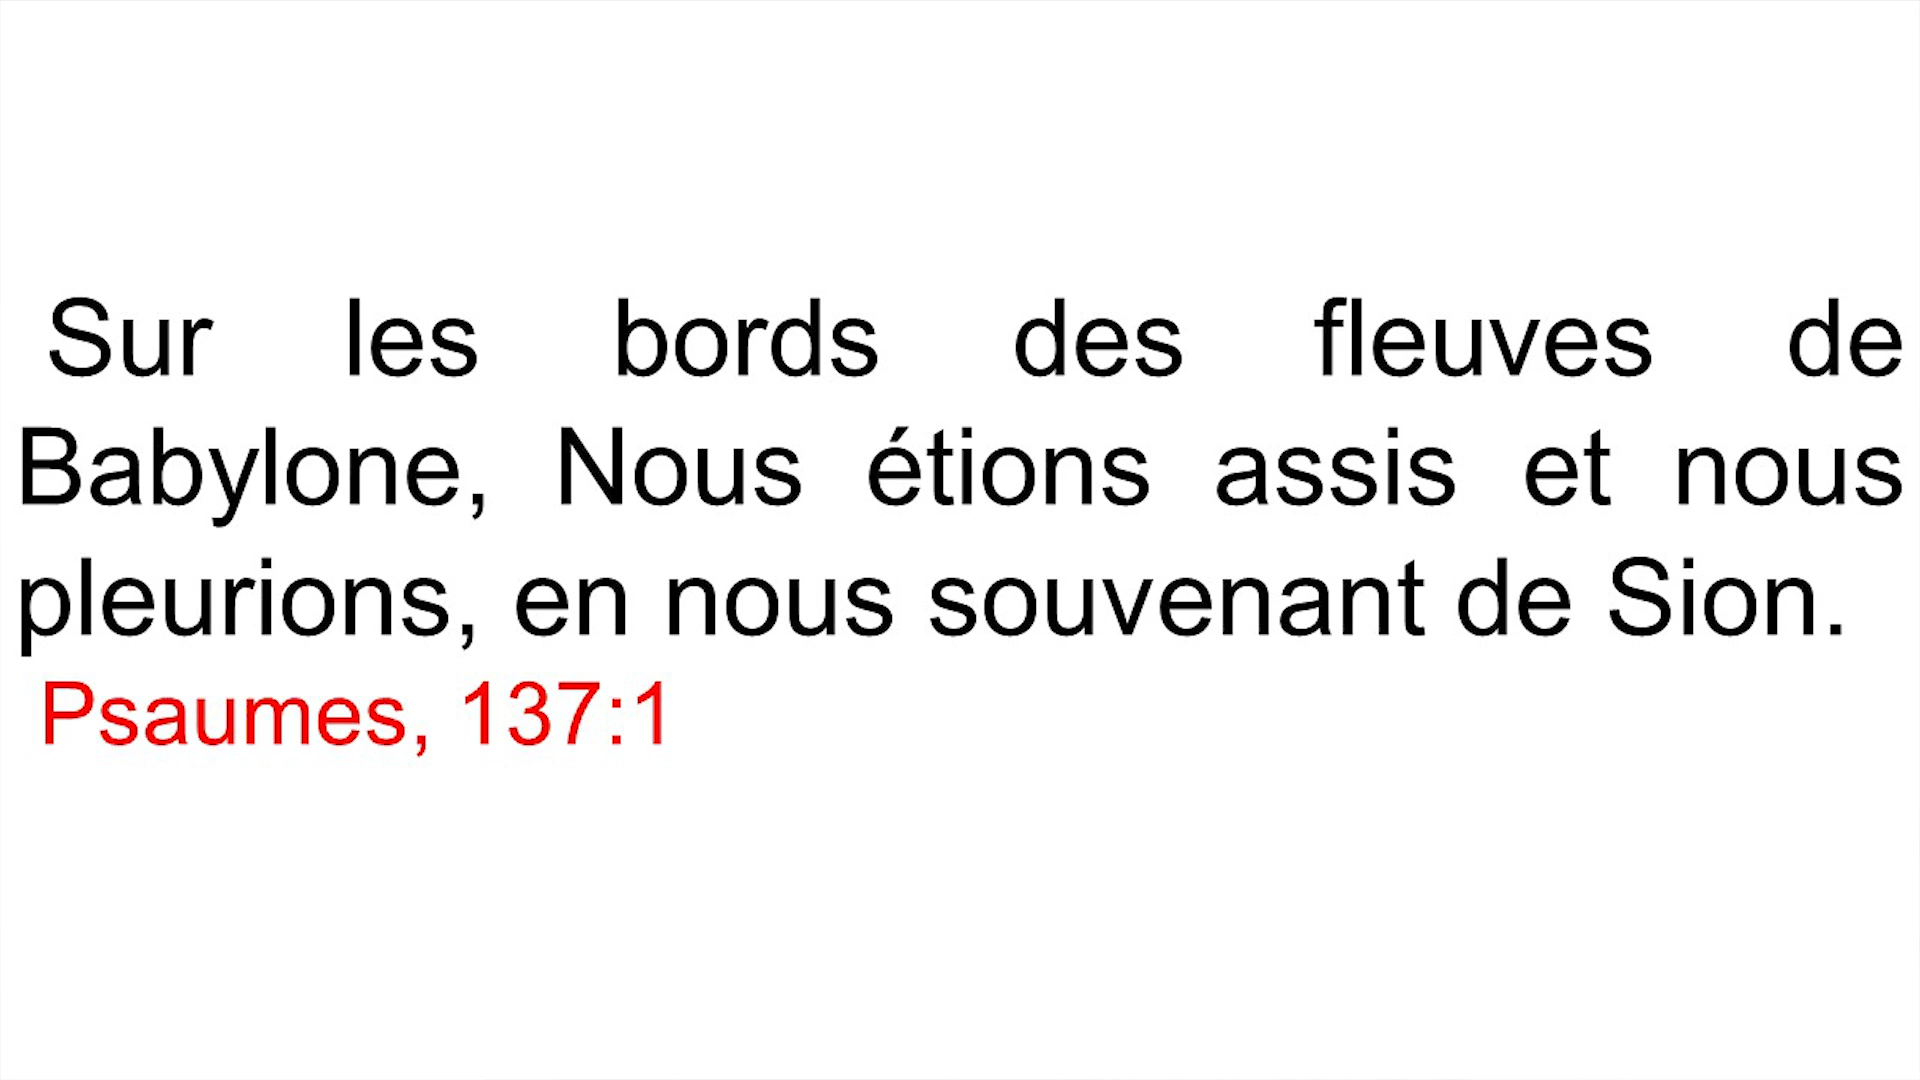 Sur les bords des fleuves de
Babylone, Nous étions assis et nous
pleurions, en nous souvenant de Sion.
Psaumes, 137:1